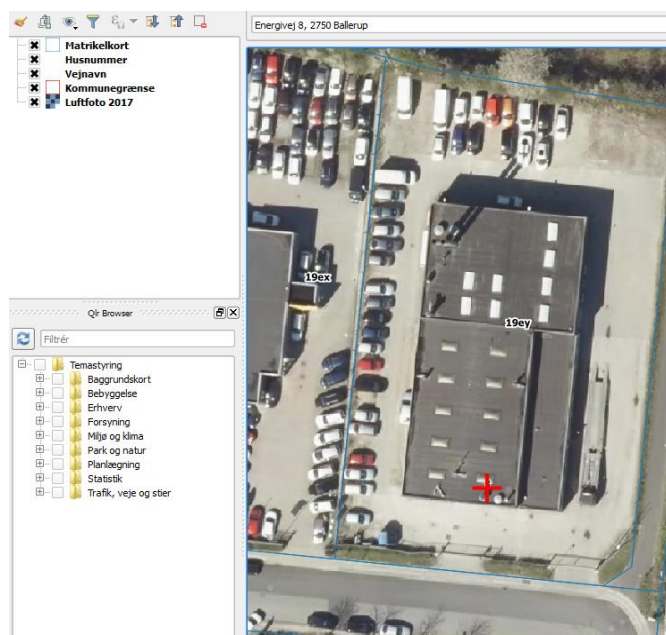 Energivej 8, 2750 Ballerup
Matrikelkort
Husnummer
Vejnavn
Kommunegrænse
Luftfoto 2017
19ex
19ey
Qlr Browser
Filtrér
Temastyring
Baggrundskort
Bebyggelse
Erhverv
Forsyning
Miljø og klima
Park og natur
Planlægning
Statistik
Trafik, veje og stier